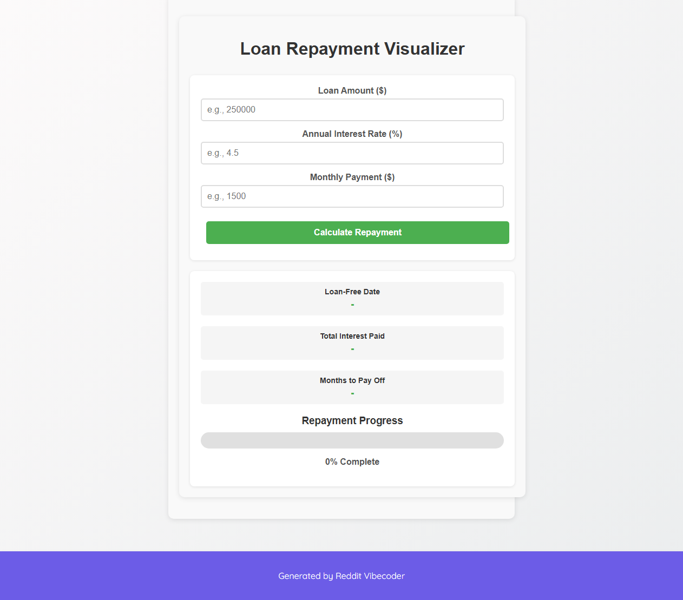 Loan Repayment Visualizer
Loan Amount ($)
e.g., 250000
Annual Interest Rate (%)
e.g., 4.5
Monthly Payment ($)
e.g., 1500
Calculate Repayment
Loan-Free Date
-
Total Interest Paid
-
Months to Pay Off
-
Repayment Progress
0% Complete
Generated by Reddit Vibecoder